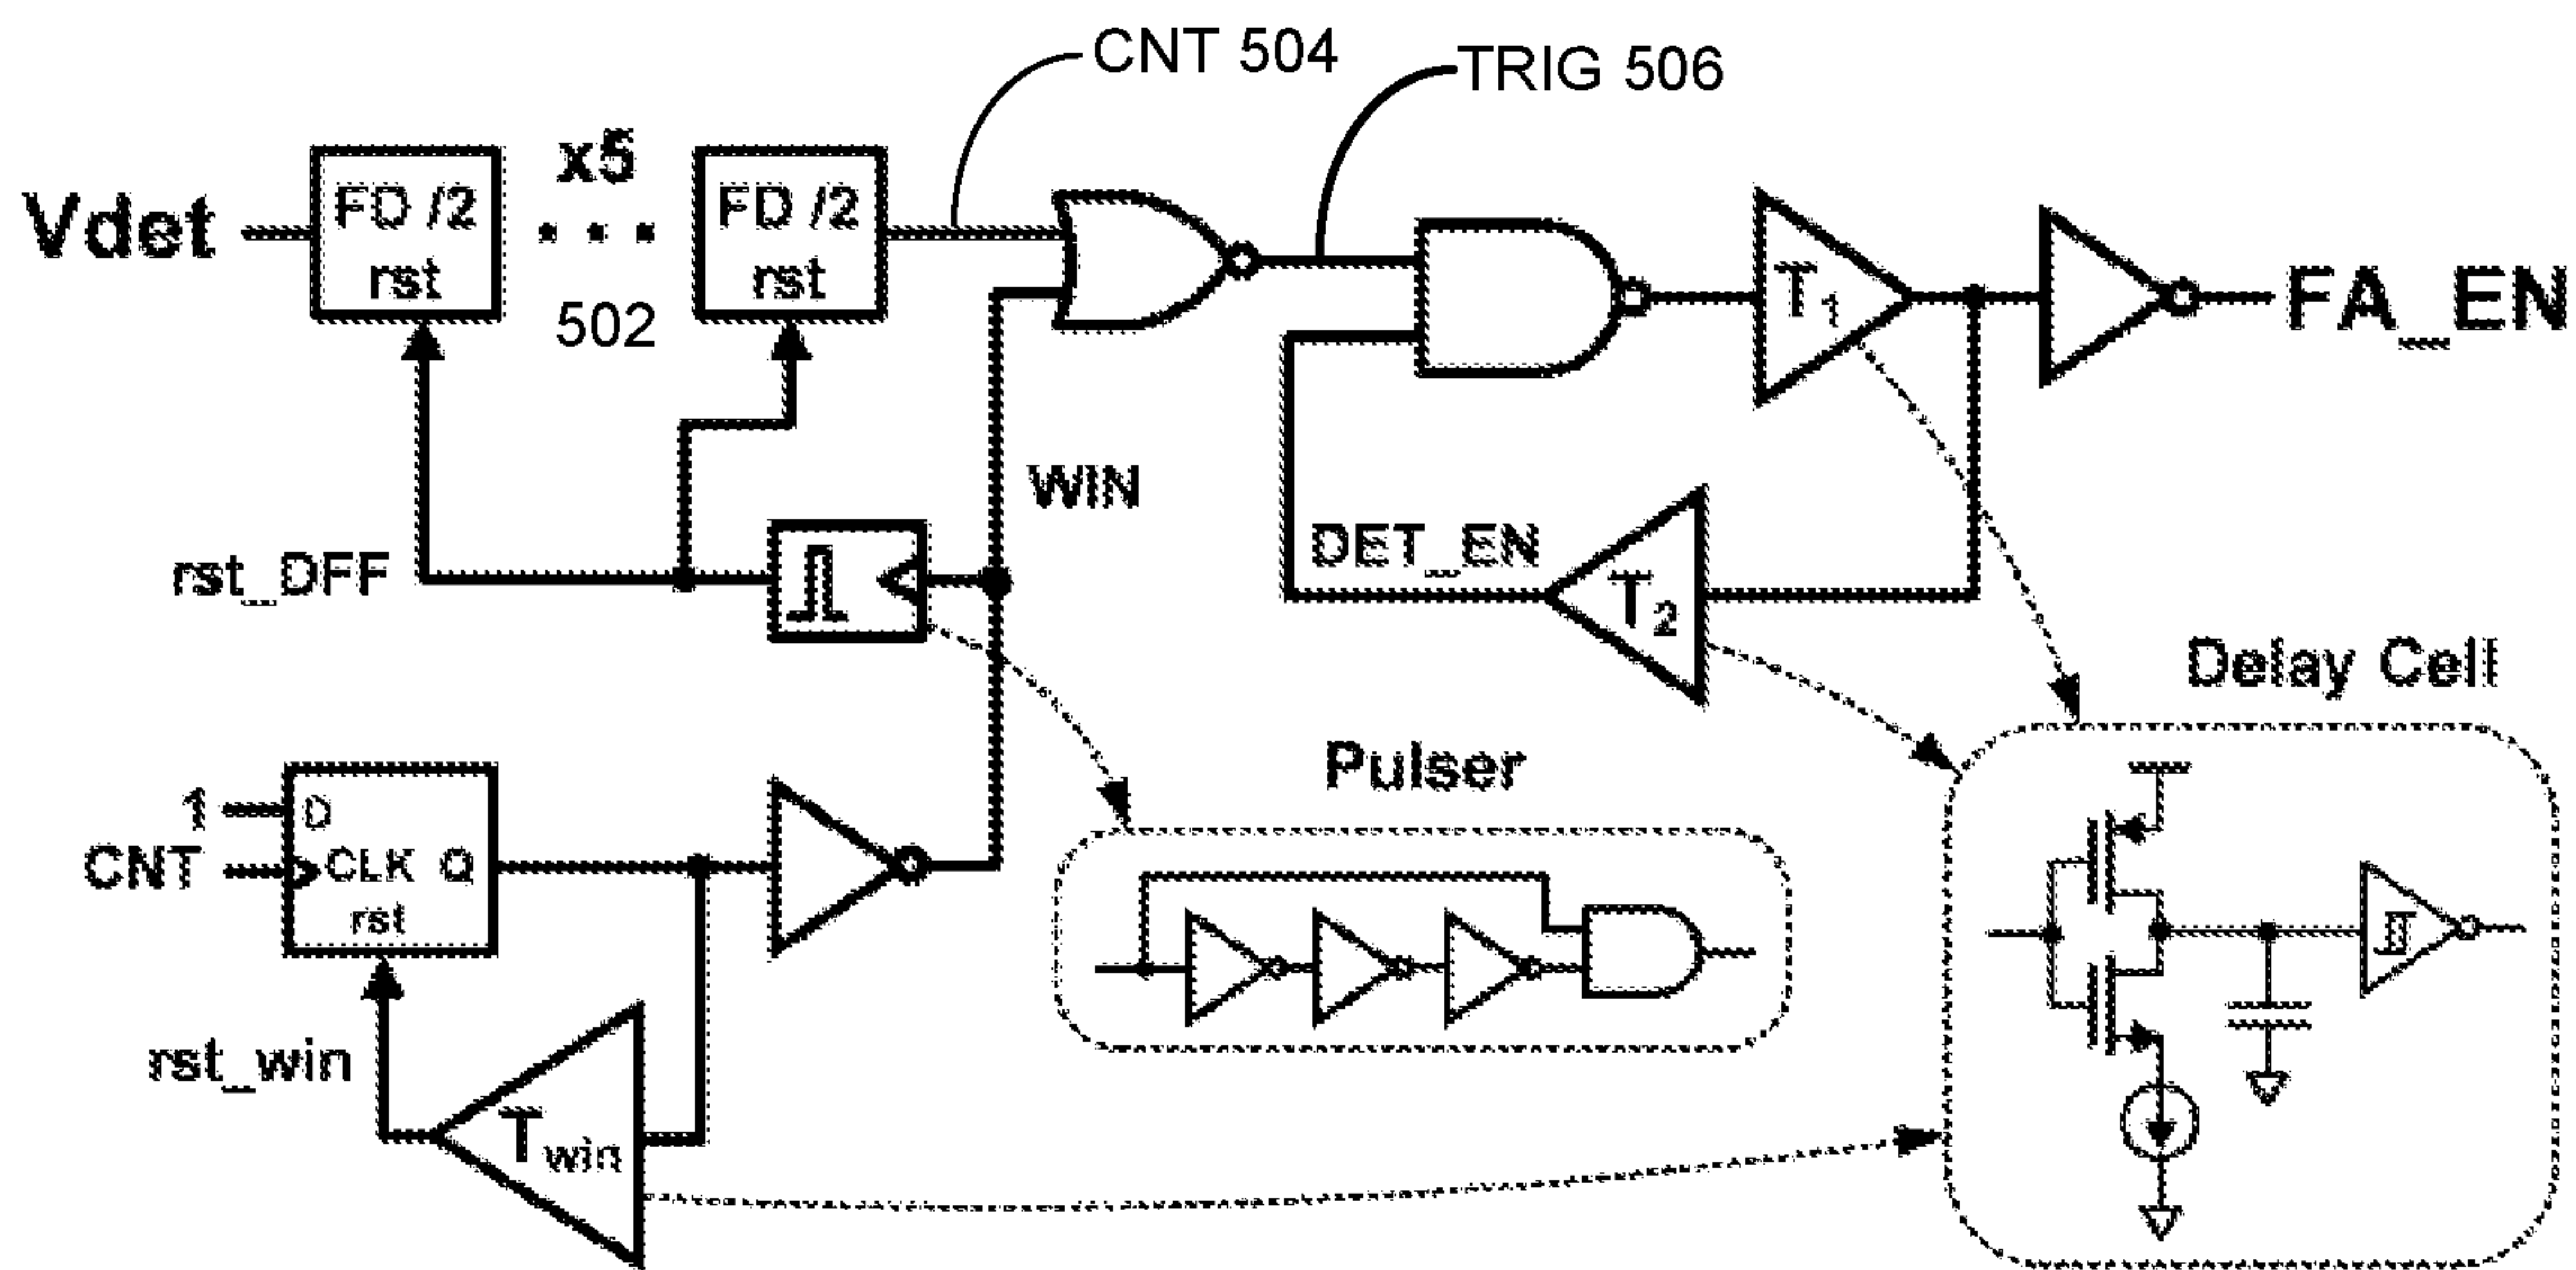 CNT 504
TRIG 506
x5
Vdet
FD /2
rst
502
FD /2
rst
T1
FA_EN
WIN
rst_DFF
DET_EN
T2
Delay Cell
Pulser
1
D
CNT
CLK Q
rst
rst_win
Twin